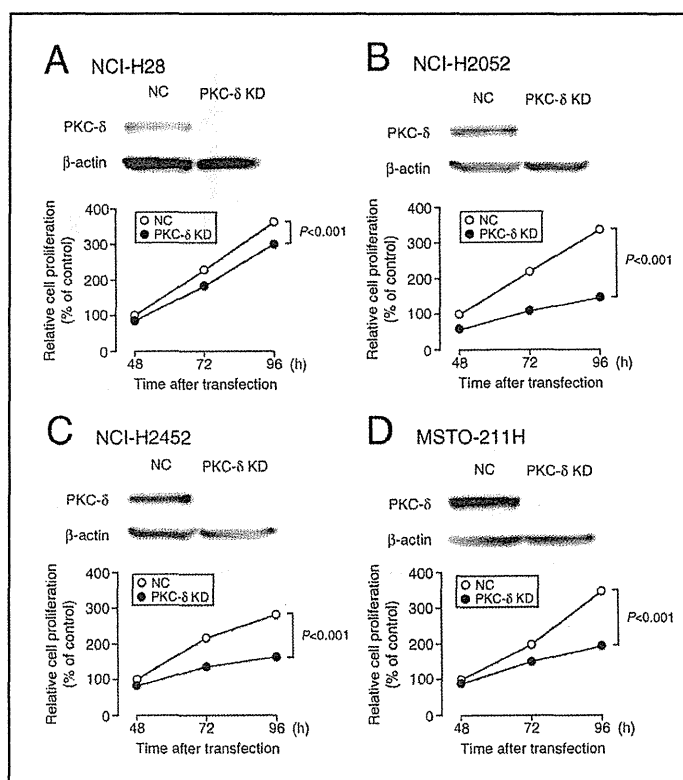 A NCI-H28
NC PKC-δ KD
PKC-δ
β-actin
Relative cell proliferation
(% of control)
400
300
200
100
0
NC
PKC-δ KD
P<0.001
48 72 96 (h)
Time after transfection
B NCI-H2052
NC PKC-δ KD
PKC-δ
β-actin
Relative cell proliferation
(% of control)
400
300
200
100
0
NC
PKC-δ KD
P<0.001
48 72 96 (h)
Time after transfection
C NCI-H2452
NC PKC-δ KD
PKC-δ
β-actin
Relative cell proliferation
(% of control)
400
300
200
100
0
NC
PKC-δ KD
P<0.001
48 72 96 (h)
Time after transfection
D MSTO-211H
NC PKC-δ KD
PKC-δ
β-actin
Relative cell proliferation
(% of control)
400
300
200
100
0
NC
PKC-δ KD
P<0.001
48 72 96 (h)
Time after transfection